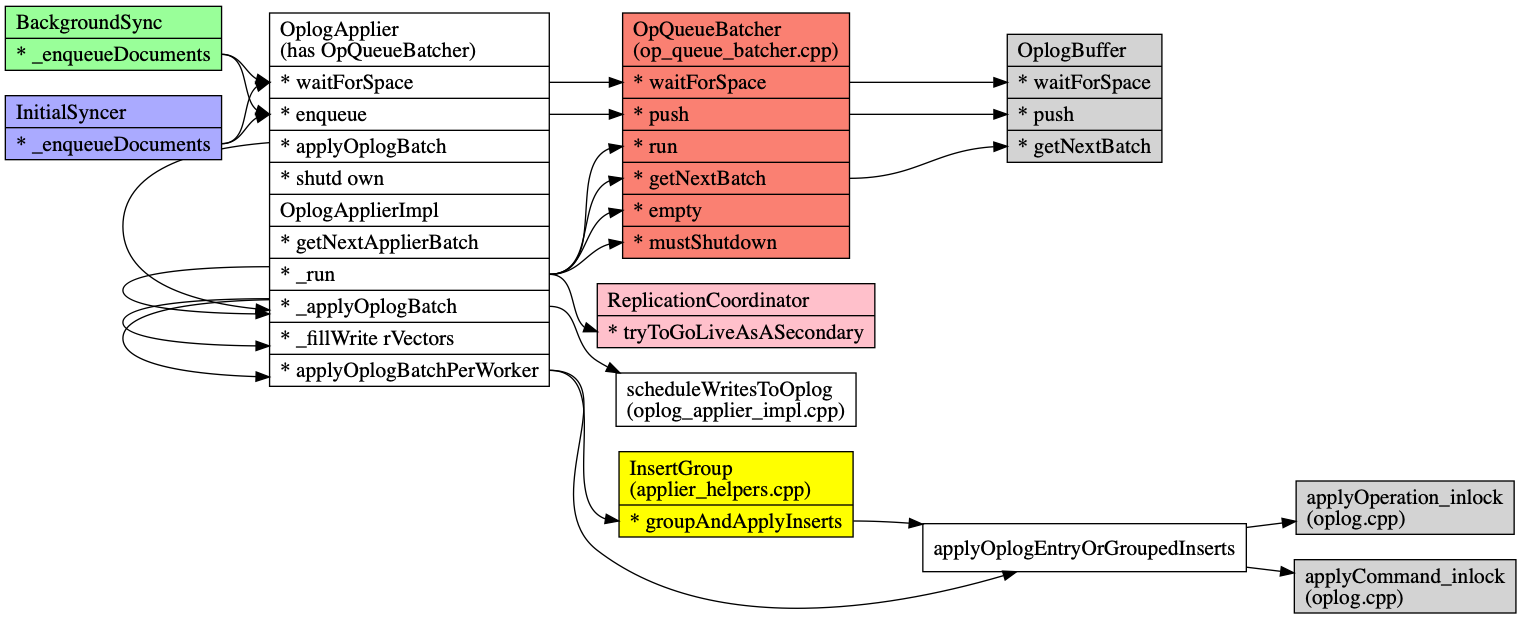 BackgroundSync
* _enqueueDocuments
InitialSyncer
* _enqueueDocuments
OplogApplier
(has OpQueueBatcher)
* waitForSpace
* enqueue
* applyOplogBatch
* shutd own
OplogApplierImpl
* getNextApplierBatch
* _run
* _applyOplogBatch
* _fillWrite rVectors
* applyOplogBatchPerWorker
OpQueueBatcher
(op_queue_batcher.cpp)
* waitForSpace
* push
* run
* getNextBatch
* empty
* mustShutdown
OplogBuffer
* waitForSpace
* push
* getNextBatch
ReplicationCoordinator
* tryToGoLiveAsASecondary
scheduleWritesToOplog
(oplog_applier_impl.cpp)
InsertGroup
(applier_helpers.cpp)
* groupAndApplyInserts
applyOplogEntryOrGroupedInserts
applyOperation_inlock
(oplog.cpp)
applyCommand_inlock
(oplog.cpp)